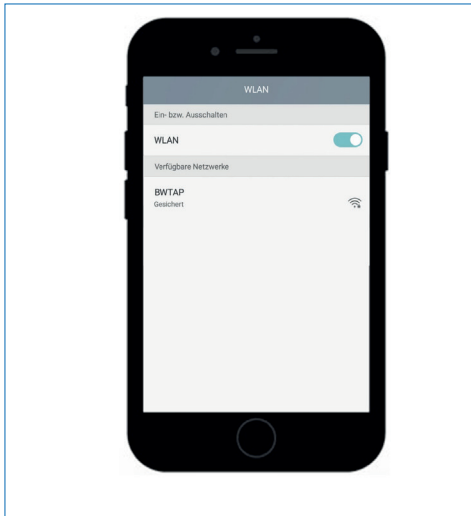 WLAN
Ein- bzw. Ausschalten
WLAN
Verfügbare Netzwerke
BWTAP
Gesichert